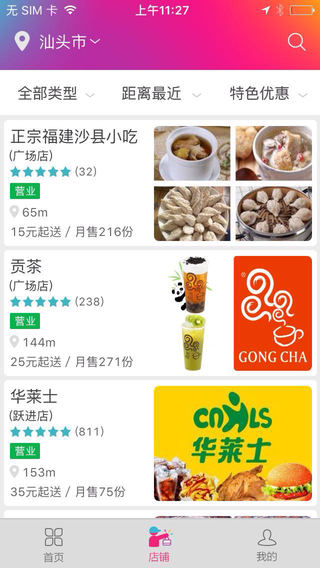 无 SIM 卡 上午11:27
汕头市
全部类型 距离最近 特色优惠
正宗福建沙县小吃
(广场店)
(32)
营业
65m
15元起送 / 月售216份
贡茶
(广场店)
(238)
营业
144m
25元起送 / 月售271份
GONG CHA
华莱士
(跃进店)
(811)
营业
153m
35元起送 / 月售75份
CNHLS
华莱士
首页 店铺 我的